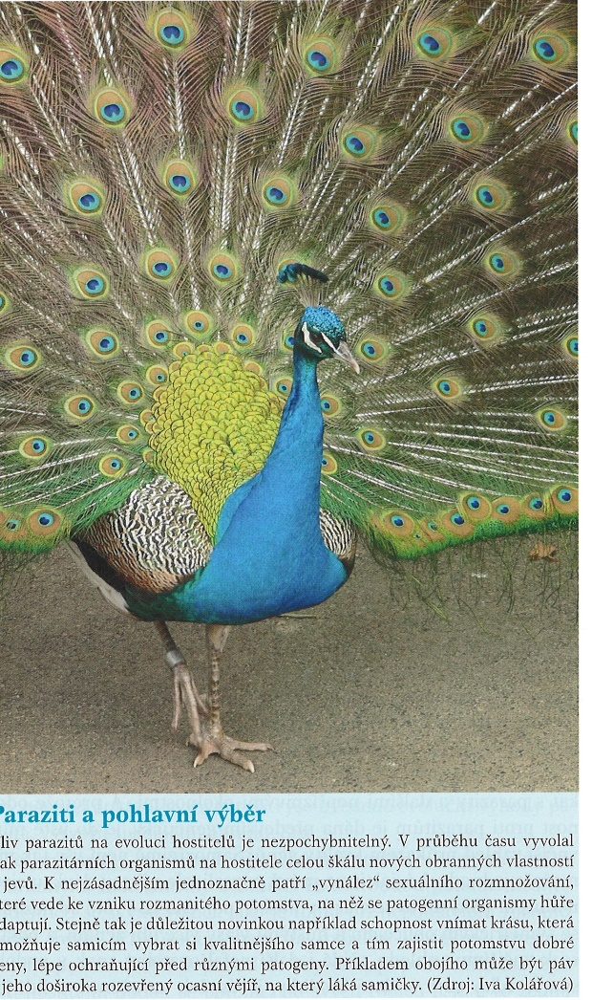 Paraziti a pohlavní výběr
liv parazitů na evoluci hostitelů je nezpochybnitelný. V průběhu času vyvolal
ak parazitárních organismů na hostitele celou škálu nových obranných vlastností
jevů. K nejzásadnějším jednoznačně patří „vynález“ sexuálního rozmnožování,
teré vede ke vzniku rozmanitého potomstva, na něž se patogenní organismy hůře
daptují. Stejně tak je důležitou novinkou například schopnost vnímat krásu, která
možňuje samicím vybrat si kvalitnějšího samce a tím zajistit potomstvu dobré
eny, lépe ochraňující před různými patogeny. Příkladem obojího může být páv
jeho doširoka rozevřený ocasní vějíř, na který láká samičky. (Zdroj: Iva Kolářová)